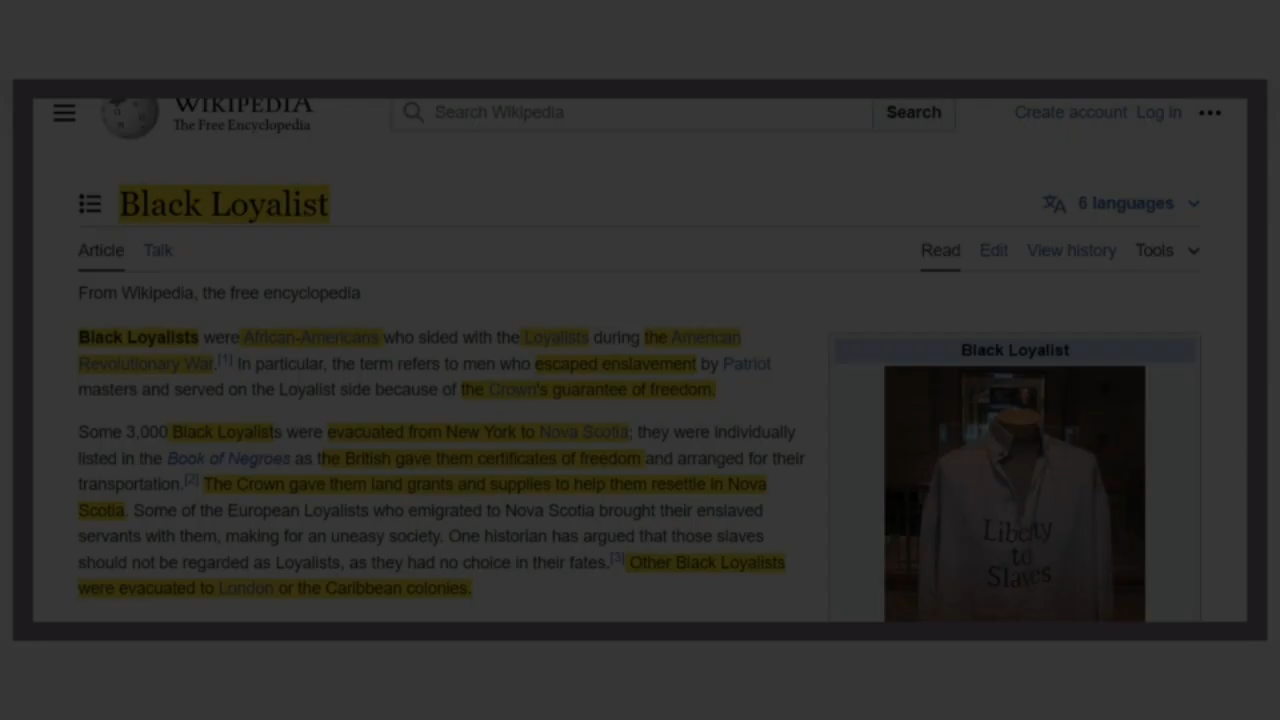 WIKIPEDIA
The Free Encyclopedia
Search Wikipedia
Search
Create account Log in
Black Loyalist
6 languages
Article Talk
Read Edit View history Tools
From Wikipedia, the free encyclopedia
Black Loyalists were African-Americans who sided with the Loyalists during the American
Revolutionary War.[1] In particular, the term refers to men who escaped enslavement by Patriot
masters and served on the Loyalist side because of the Crown's guarantee of freedom.
Some 3,000 Black Loyalists were evacuated from New York to Nova Scotia; they were individually
listed in the Book of Negroes as the British gave them certificates of freedom and arranged for their
transportation.[2] The Crown gave them land grants and supplies to help them resettle in Nova
Scotia. Some of the European Loyalists who emigrated to Nova Scotia brought their enslaved
servants with them, making for an uneasy society. One historian has argued that those slaves
should not be regarded as Loyalists, as they had no choice in their fates.[3] Other Black Loyalists
were evacuated to London or the Caribbean colonies.
Black Loyalist
Liberty
to
Slaves